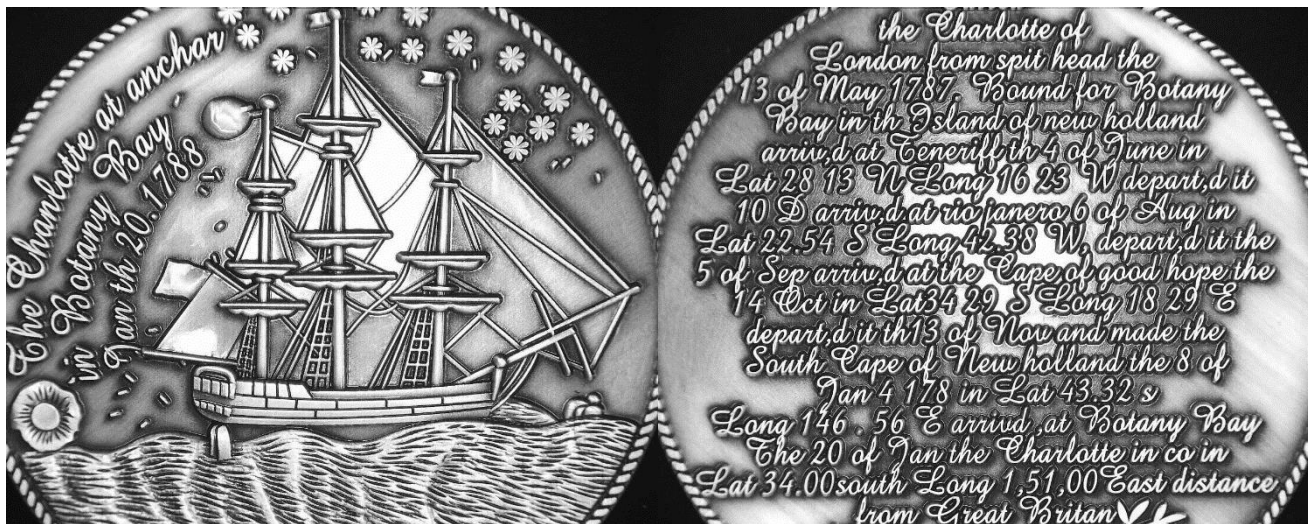 The Chanlotte at anchar
in Botany Bay
Jan th 20.1788
the Charlotte of
London from spit head the
13 of May 1787. Bound for Botany
Bay in th Island of new holland
arriv,d at Teneriff th 4 of June in
Lat 28 13 N Long 16 23 W depart,d it
10 D arriv,d at rio janero 6 of Aug in
Lat 22.54 S Long 42.38 W, depart,d it the
5 of Sep arriv,d at the Cape of good hope the
14 Oct in Lat34 29 S Long 18 29 E
depart,d it th13 of Nov and made the
South Cape of New holland the 8 of
Jan 4 178 in Lat 43.32 s
Long 146 . 56 E arrivd ,at Botany Bay
The 20 of Jan the Charlotte in co in
Lat 34.00south Long 1,51,00East distance
from Great Britan